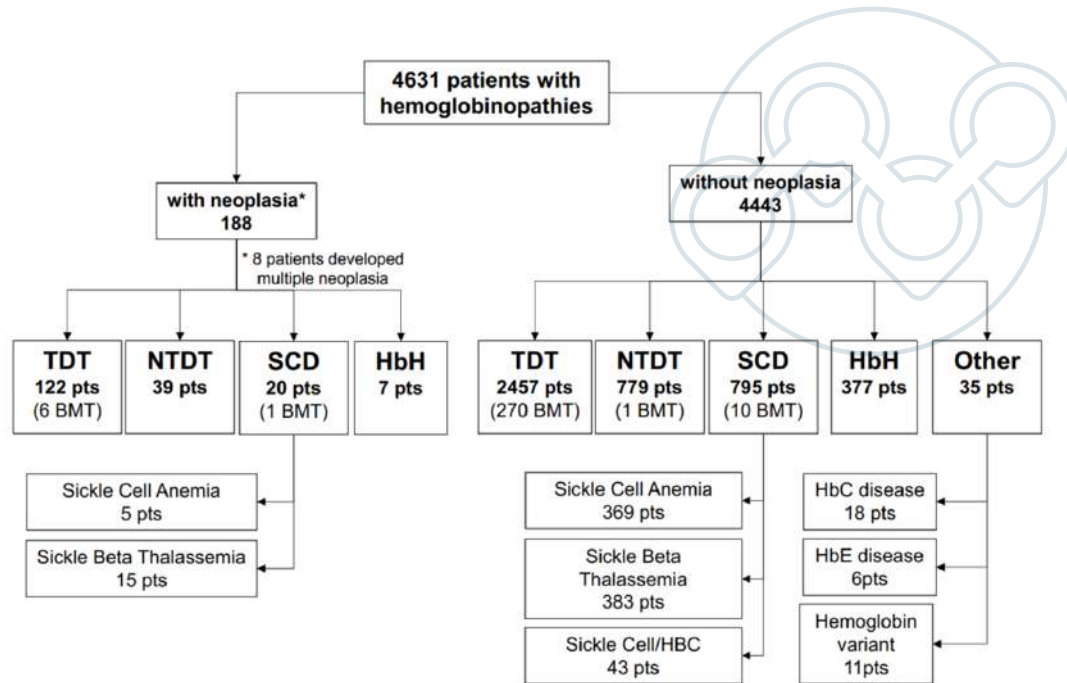 4631 patients with
hemoglobinopathies
with neoplasia*
188
without neoplasia
4443
* 8 patients developed
multiple neoplasia
TDT
122 pts
(6 BMT)
NTDT
39 pts
SCD
20 pts
(1 BMT)
HbH
7 pts
TDT
2457 pts
(270 BMT)
NTDT
779 pts
(1 BMT)
SCD
795 pts
(10 BMT)
HbH
377 pts
Other
35 pts
Sickle Cell Anemia
5 pts
Sickle Beta Thalassemia
15 pts
Sickle Cell Anemia
369 pts
Sickle Beta
Thalassemia
383 pts
Sickle Cell/HBC
43 pts
HbC disease
18 pts
HbE disease
6pts
Hemoglobin
variant
11pts